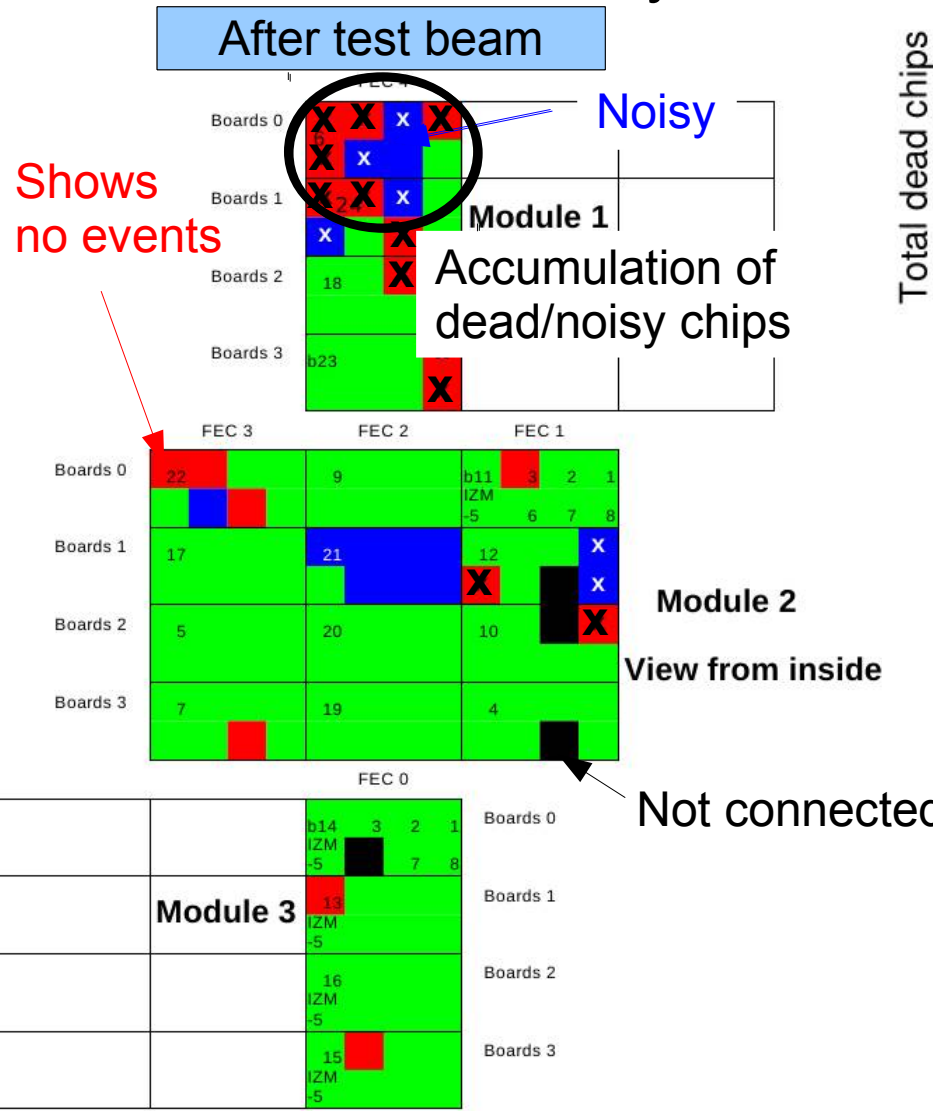 After test beam
Total dead chips
FEC 4
Boards 0
X X x X
Noisy
X x
Shows
no events
Boards 1
X X x
Module 1
x X
Accumulation of
dead/noisy chips
Boards 2
18 X
Boards 3
b23
X
FEC 3 FEC 2 FEC 1
Boards 0
22 9 b11 3 2 1
IZM
-5 6 7 8
Boards 1
17 21 12 x
X x
Module 2
Boards 2
5 20 10 X
View from inside
Boards 3
7 19 4
FEC 0
Not connected
b14 3 2 1
Boards 0
IZM
-5 7 8
Module 3
13
Boards 1
IZM
-5
16
Boards 2
IZM
-5
15
Boards 3
IZM
-5